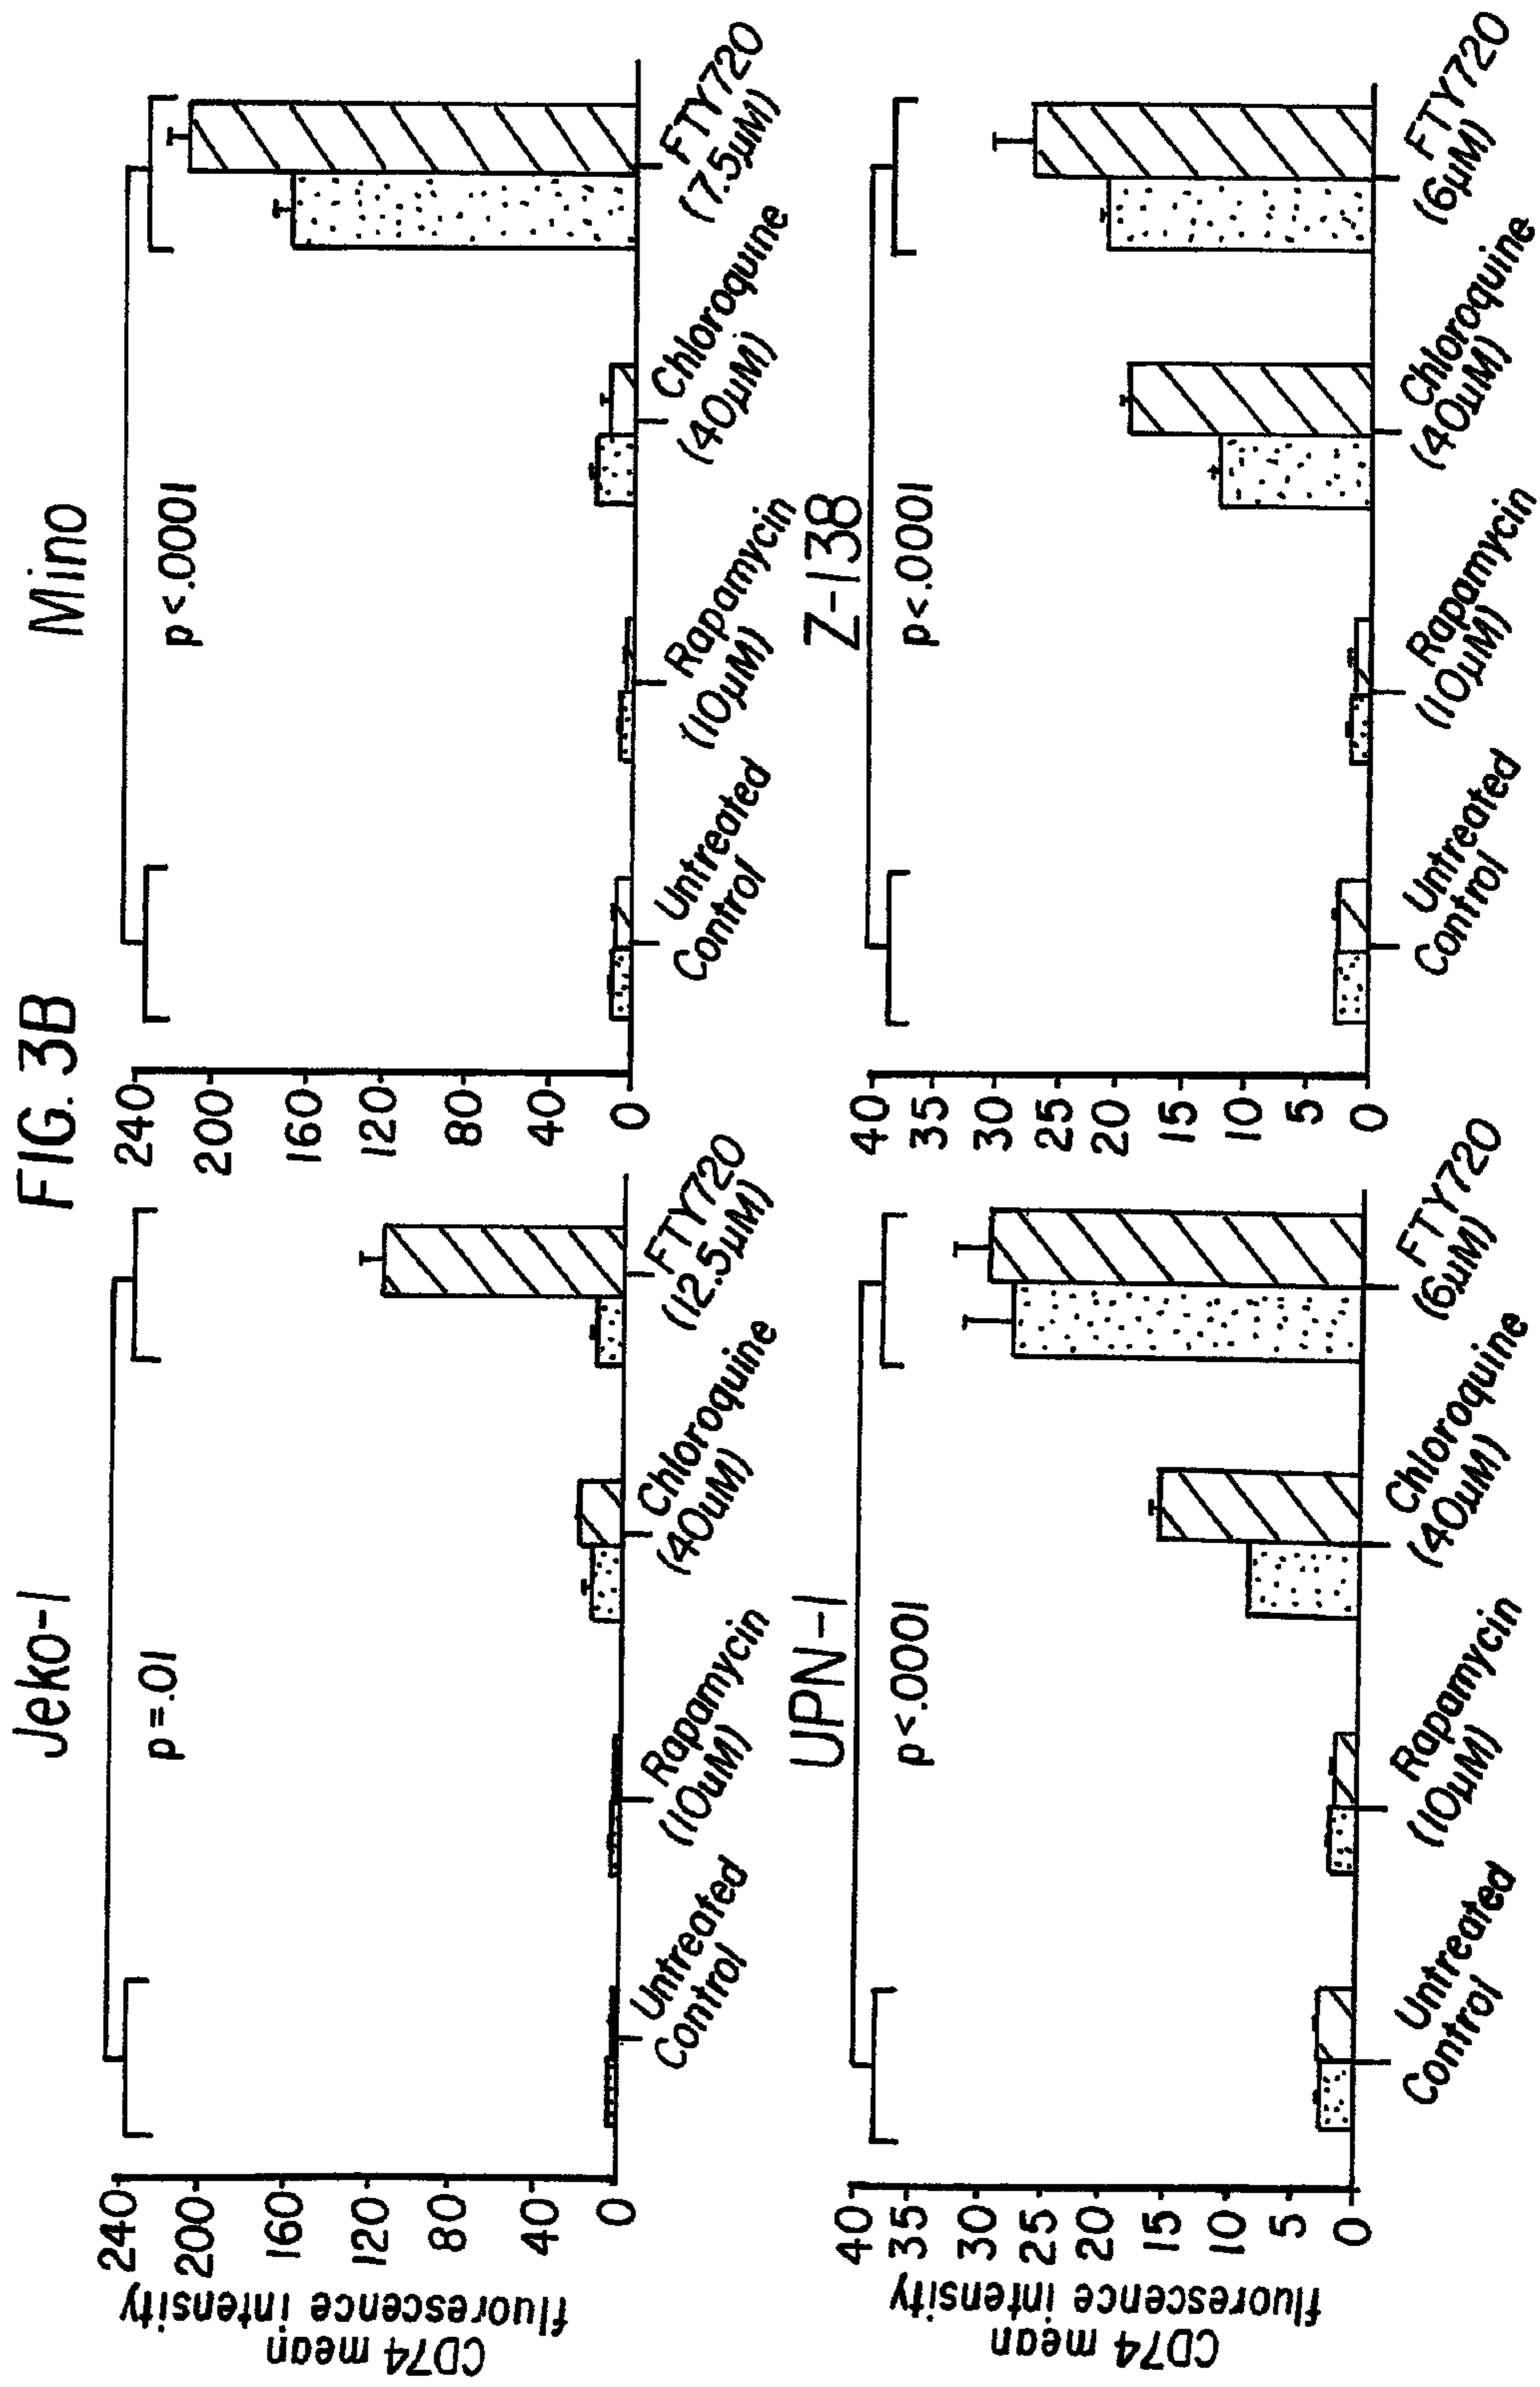 FIG. 3B
Jeko-1
p=.01
CD74 mean
fluorescence intensity
240
200
160
120
80
40
0
Untreated
Control
Rapamycin
(10uM)
Chloroquine
(40uM)
FTY720
(12.5µM)
Mino
p<.0001
240
200
160
120
80
40
0
Untreated
Control
Rapamycin
(10µM)
Chloroquine
(40µM)
FTY720
(7.5µM)
UPN-1
p<.0001
CD74 mean
fluorescence intensity
40
35
30
25
20
15
10
5
0
Untreated
Control
Rapamycin
(10µM)
Chloroquine
(40µM)
FTY720
(6µM)
Z-138
p<.0001
40
35
30
25
20
15
10
5
0
Untreated
Control
Rapamycin
(10µM)
Chloroquine
(40µM)
FTY720
(6µM)